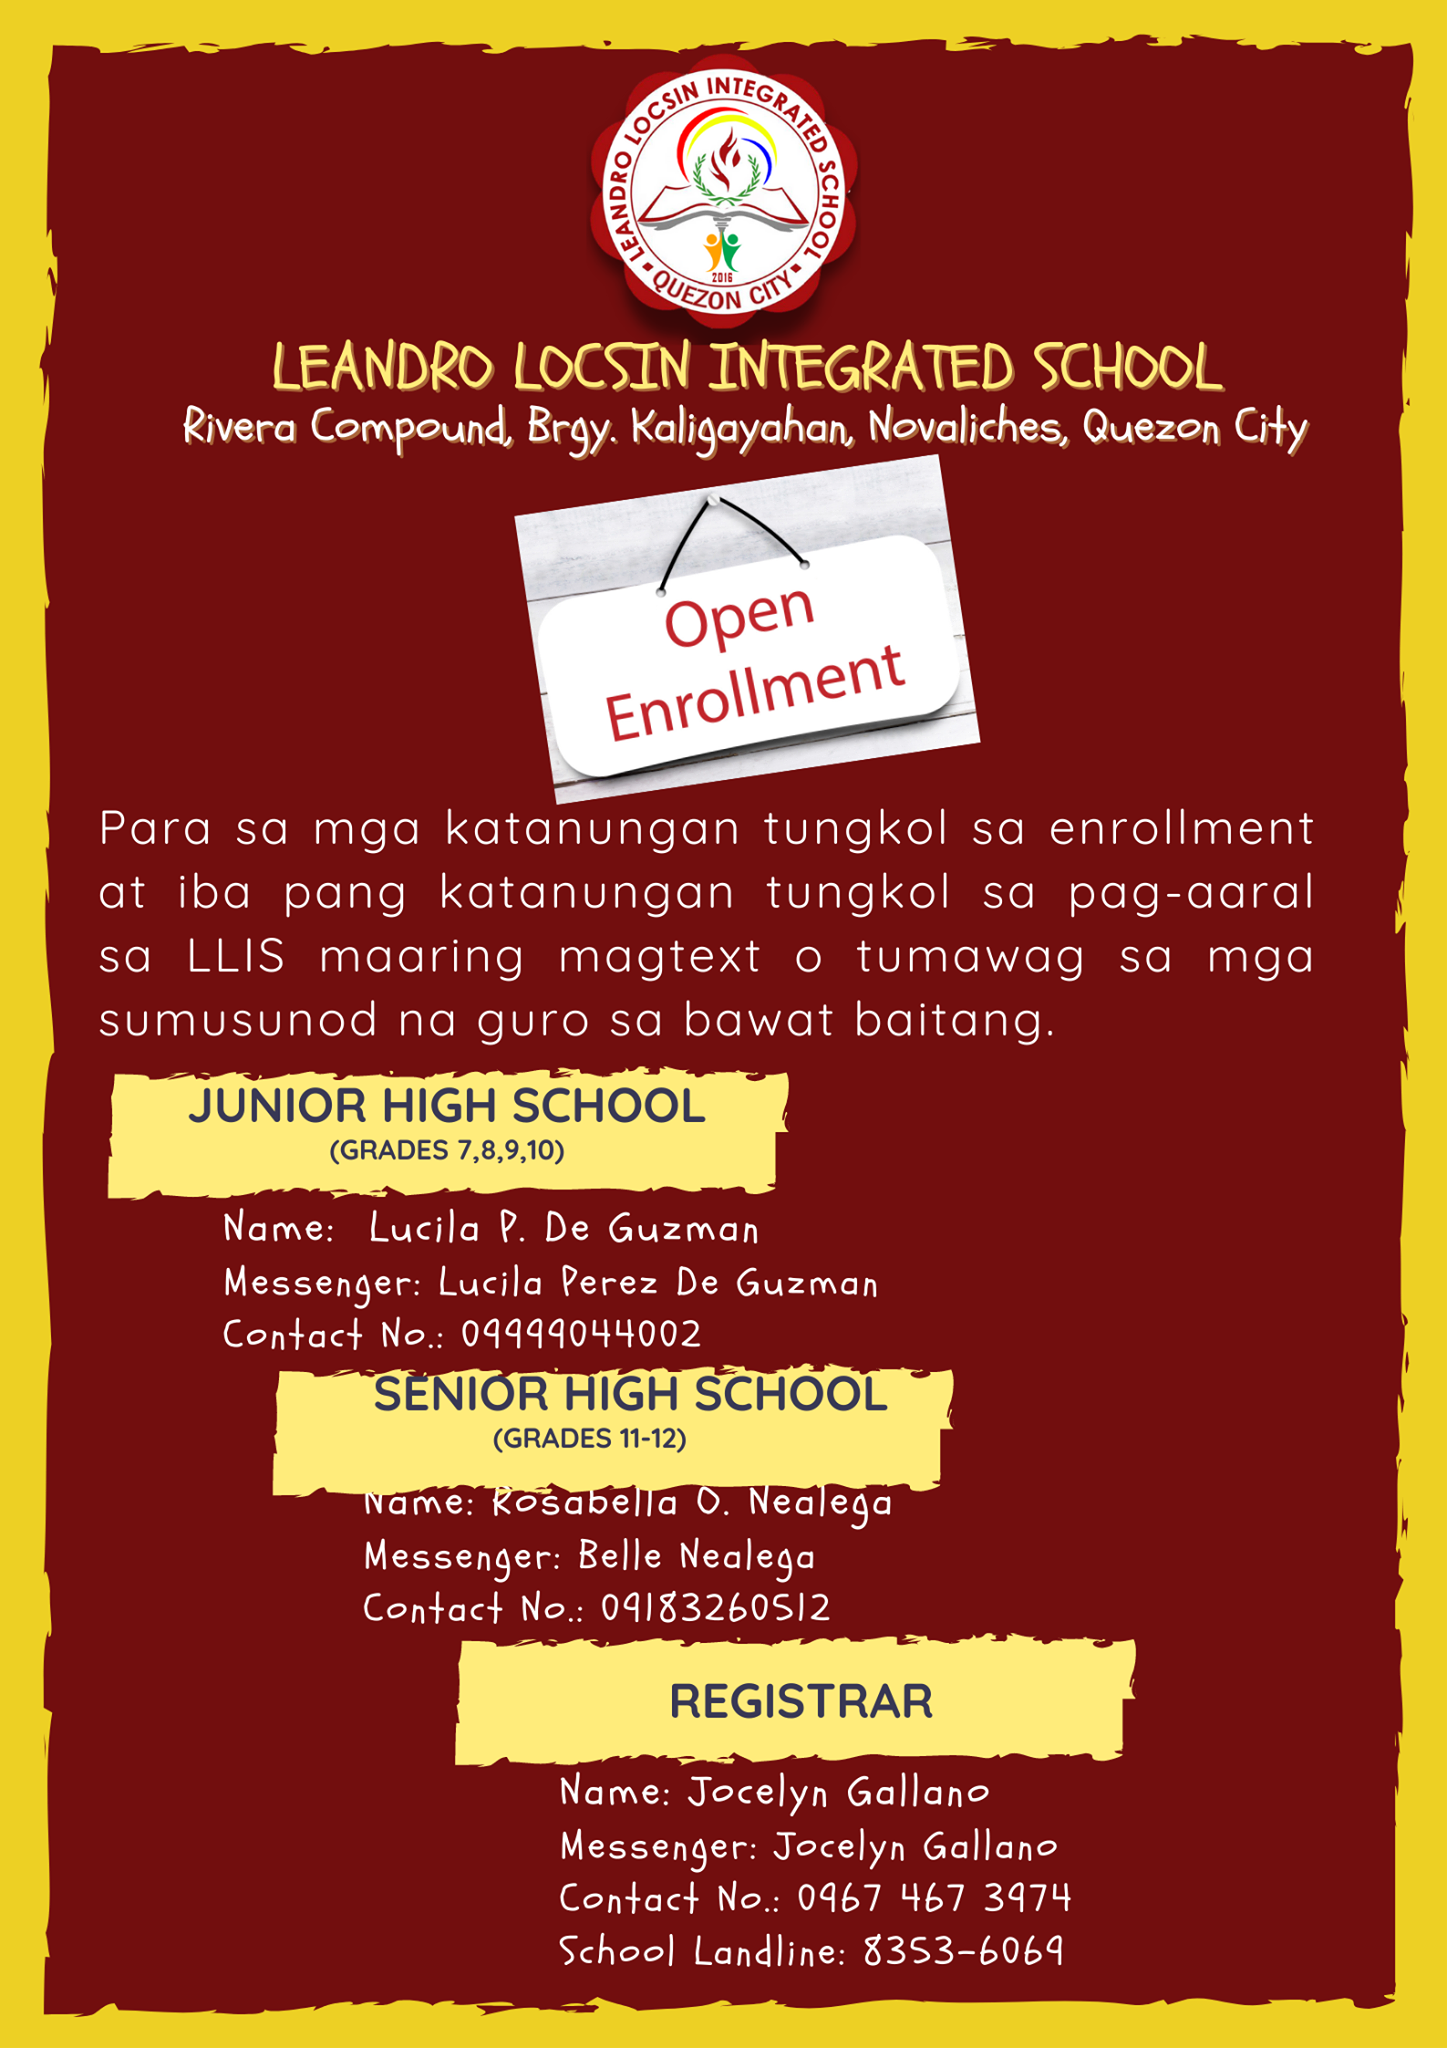 LEANDRO LOCSIN INTEGRATED SCHOOL
QUEZON CITY
2016
LEANDRO LOCSIN INTEGRATED SCHOOL
Rivera Compound, Brgy. Kaligayahan, Novaliches, Quezon City
Open
Enrollment
Para sa mga katanungan tungkol sa enrollment
at iba pang katanungan tungkol sa pag-aaral
sa LLIS maaring magtext o tumawag sa mga
sumusunod na guro sa bawat baitang.
JUNIOR HIGH SCHOOL
(GRADES 7,8,9,10)
Name: Lucila P. De Guzman
Messenger: Lucila Perez De Guzman
Contact No.: 09999044002
SENIOR HIGH SCHOOL
(GRADES 11-12)
Name: Rosabella O. Nealega
Messenger: Belle Nealega
Contact No.: 09183260512
REGISTRAR
Name: Jocelyn Gallano
Messenger: Jocelyn Gallano
Contact No.: 0967 467 3974
School Landline: 8353-6069